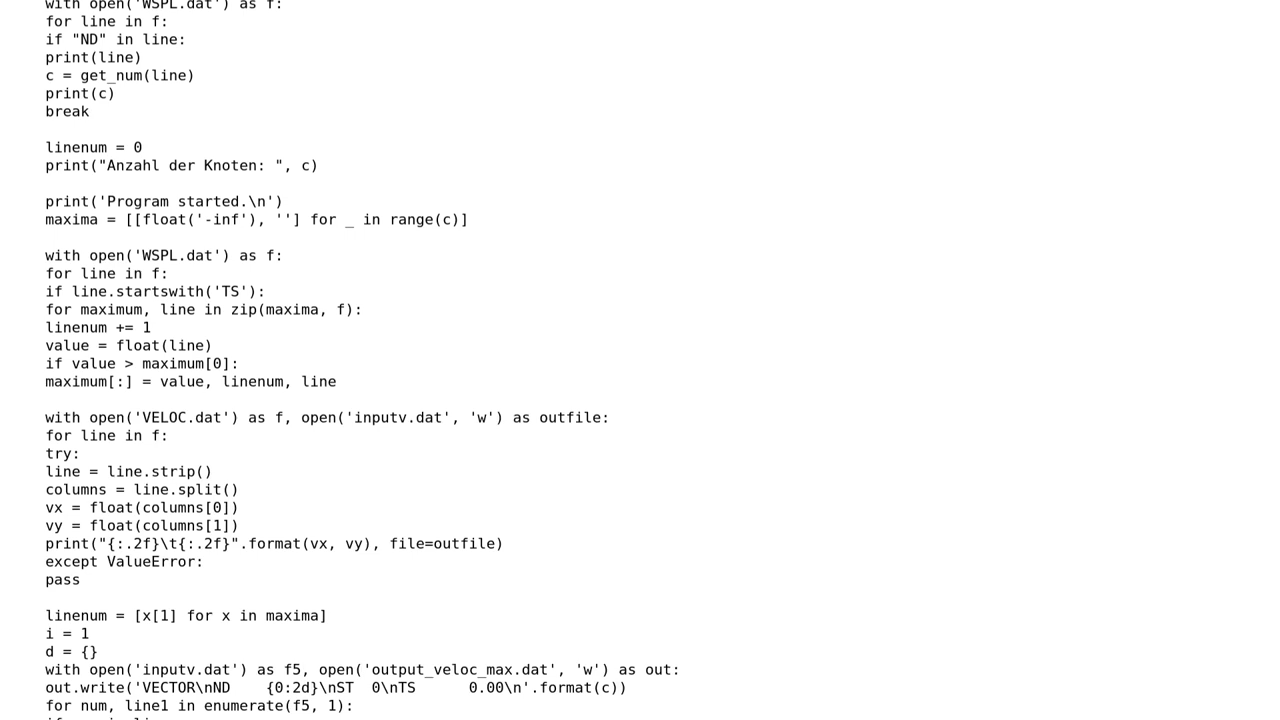 with open('WSPL.dat') as f:
for line in f:
if "ND" in line:
print(line)
c = get_num(line)
print(c)
break

linenum = 0
print("Anzahl der Knoten: ", c)

print('Program started.\n')
maxima = [[float('-inf'), ''] for _ in range(c)]

with open('WSPL.dat') as f:
for line in f:
if line.startswith('TS'):
for maximum, line in zip(maxima, f):
linenum += 1
value = float(line)
if value > maximum[0]:
maximum[:] = value, linenum, line

with open('VELOC.dat') as f, open('inputv.dat', 'w') as outfile:
for line in f:
try:
line = line.strip()
columns = line.split()
vx = float(columns[0])
vy = float(columns[1])
print("{:.2f}\t{:.2f}".format(vx, vy), file=outfile)
except ValueError:
pass

linenum = [x[1] for x in maxima]
i = 1
d = {}
with open('inputv.dat') as f5, open('output_veloc_max.dat', 'w') as out:
out.write('VECTOR\nND    {0:2d}\nST  0\nTS      0.00\n'.format(c))
for num, line1 in enumerate(f5, 1):